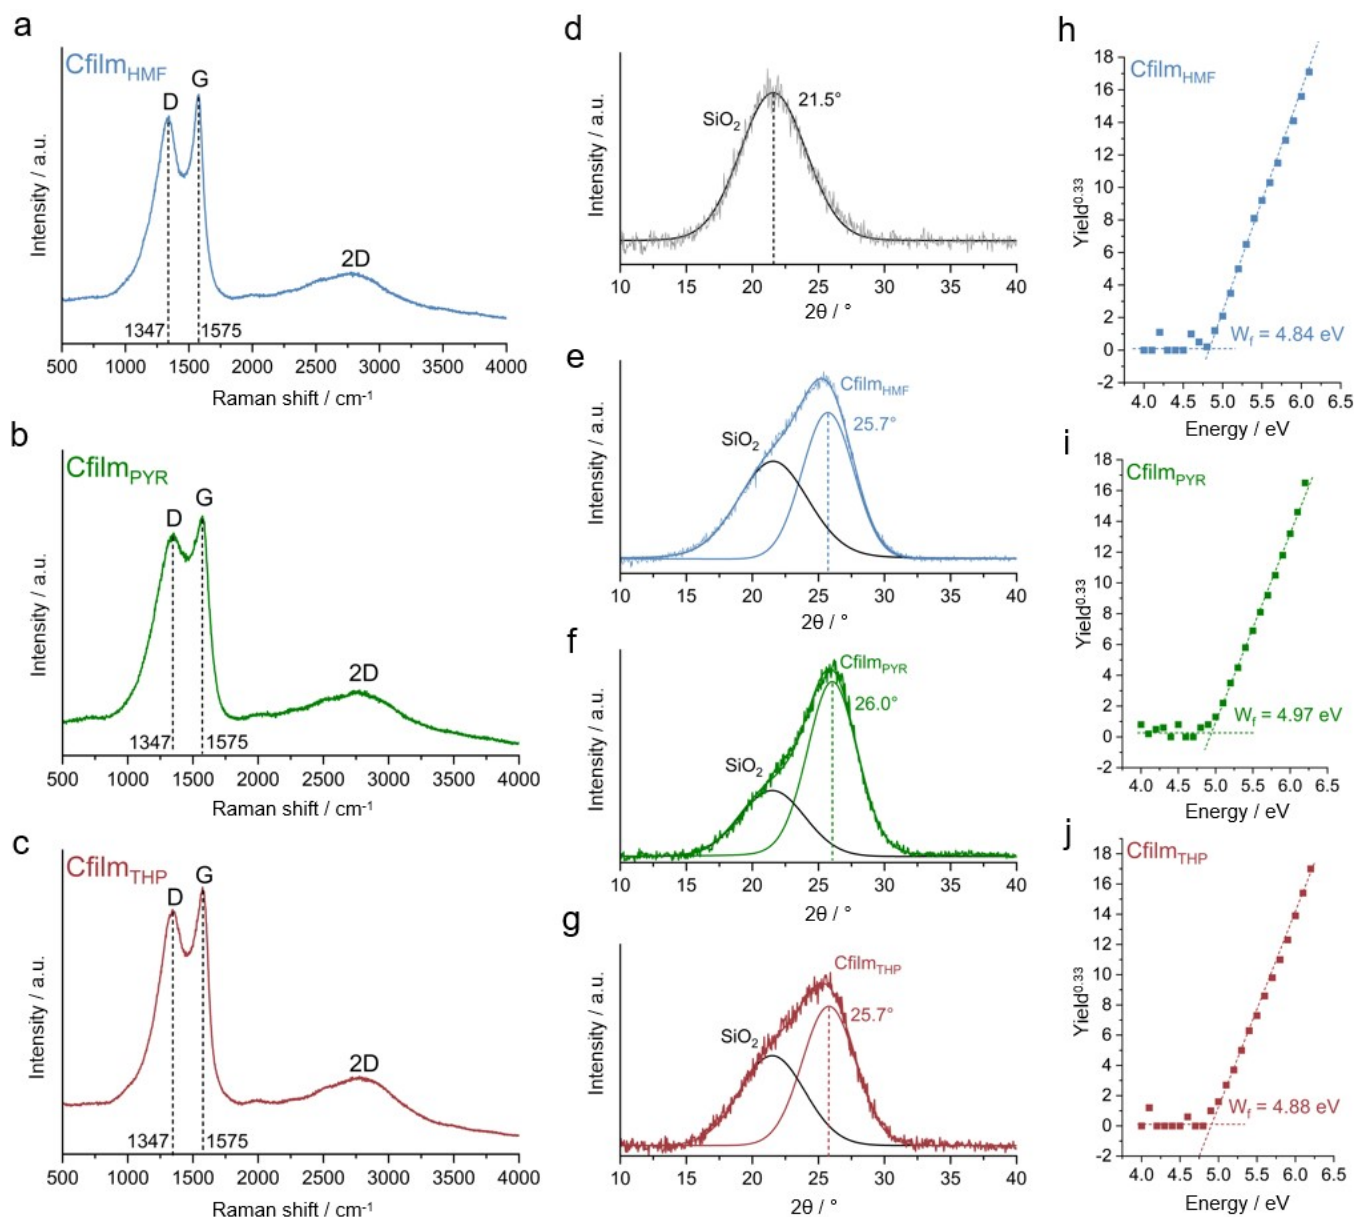 a
Cfilm_HMF
D
G
2D
1347
1575
Intensity / a.u.
500 1000 1500 2000 2500 3000 3500 4000
Raman shift / cm⁻¹
b
Cfilm_PYR
D
G
2D
1347
1575
Intensity / a.u.
500 1000 1500 2000 2500 3000 3500 4000
Raman shift / cm⁻¹
c
Cfilm_THP
D
G
2D
1347
1575
Intensity / a.u.
500 1000 1500 2000 2500 3000 3500 4000
Raman shift / cm⁻¹
d
SiO₂
21.5°
Intensity / a.u.
10 15 20 25 30 35 40
2θ / °
e
Cfilm_HMF
25.7°
SiO₂
Intensity / a.u.
10 15 20 25 30 35 40
2θ / °
f
Cfilm_PYR
26.0°
SiO₂
Intensity / a.u.
10 15 20 25 30 35 40
2θ / °
g
Cfilm_THP
25.7°
SiO₂
Intensity / a.u.
10 15 20 25 30 35 40
2θ / °
h
Cfilm_HMF
18
16
14
12
10
8
6
4
2
0
-2
Yield^0.33
W_f = 4.84 eV
4.0 4.5 5.0 5.5 6.0 6.5
Energy / eV
i
Cfilm_PYR
18
16
14
12
10
8
6
4
2
0
-2
Yield^0.33
W_f = 4.97 eV
4.0 4.5 5.0 5.5 6.0 6.5
Energy / eV
j
Cfilm_THP
18
16
14
12
10
8
6
4
2
0
-2
Yield^0.33
W_f = 4.88 eV
4.0 4.5 5.0 5.5 6.0 6.5
Energy / eV